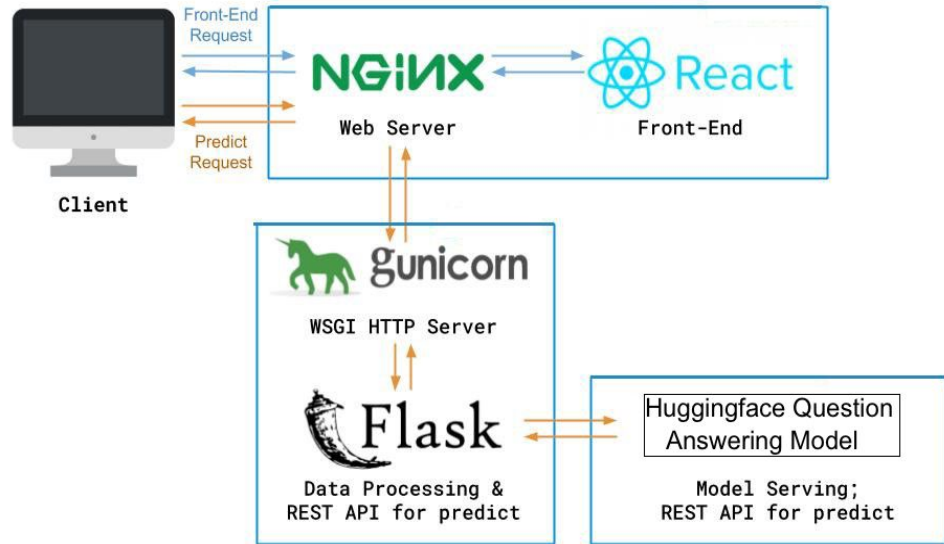 Front-End
Request
NGINX
React
Web Server
Front-End
Predict
Request
Client
gunicorn
WSGI HTTP Server
Flask
Huggingface Question
Answering Model
Data Processing &
REST API for predict
Model Serving;
REST API for predict